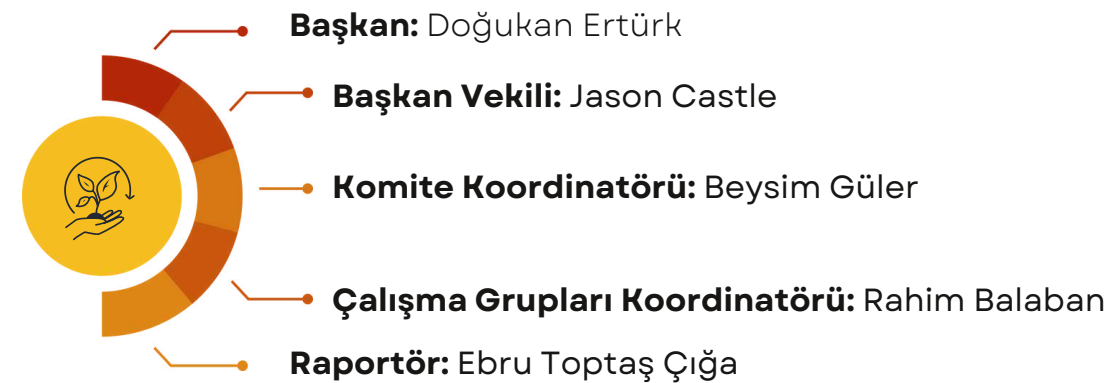 Başkan: Doğukan Ertürk
Başkan Vekili: Jason Castle
Komite Koordinatörü: Beysim Güler
Çalışma Grupları Koordinatörü: Rahim Balaban
Raportör: Ebru Toptaş Çığa